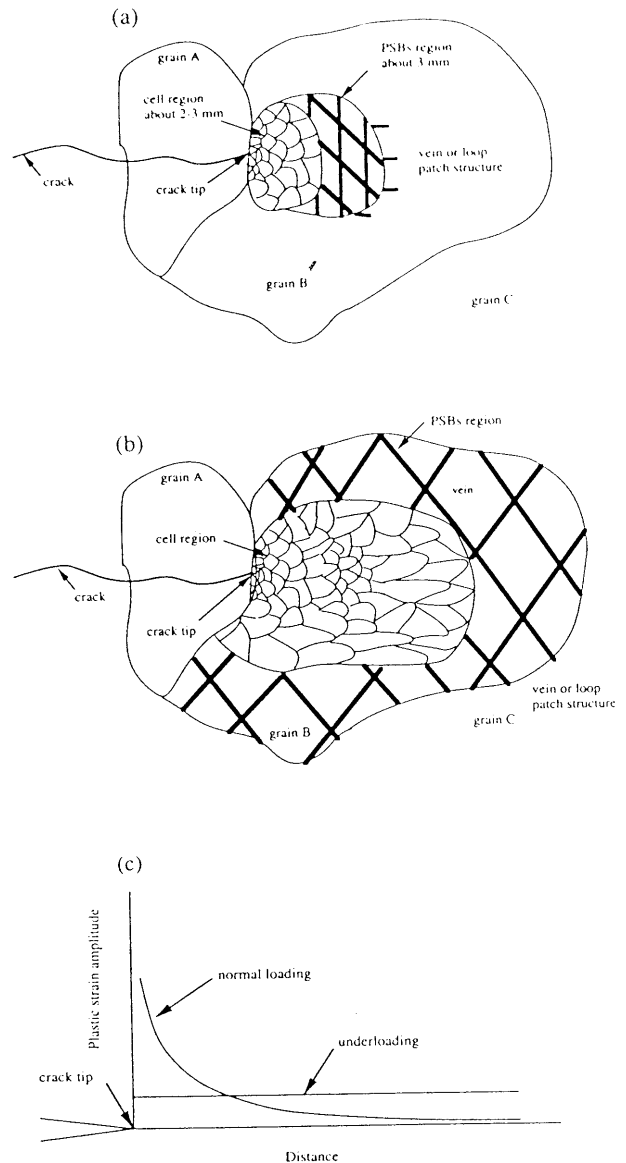 (a)
grain A
PSBs region
about 3 mm
cell region
about 2-3 mm
crack
crack tip
vein or loop
patch structure
grain B
grain C
(b)
PSBs region
grain A
vein
cell region
crack
crack tip
vein or loop
patch structure
grain B
grain C
(c)
Plastic strain amplitude
normal loading
underloading
crack tip
Distance